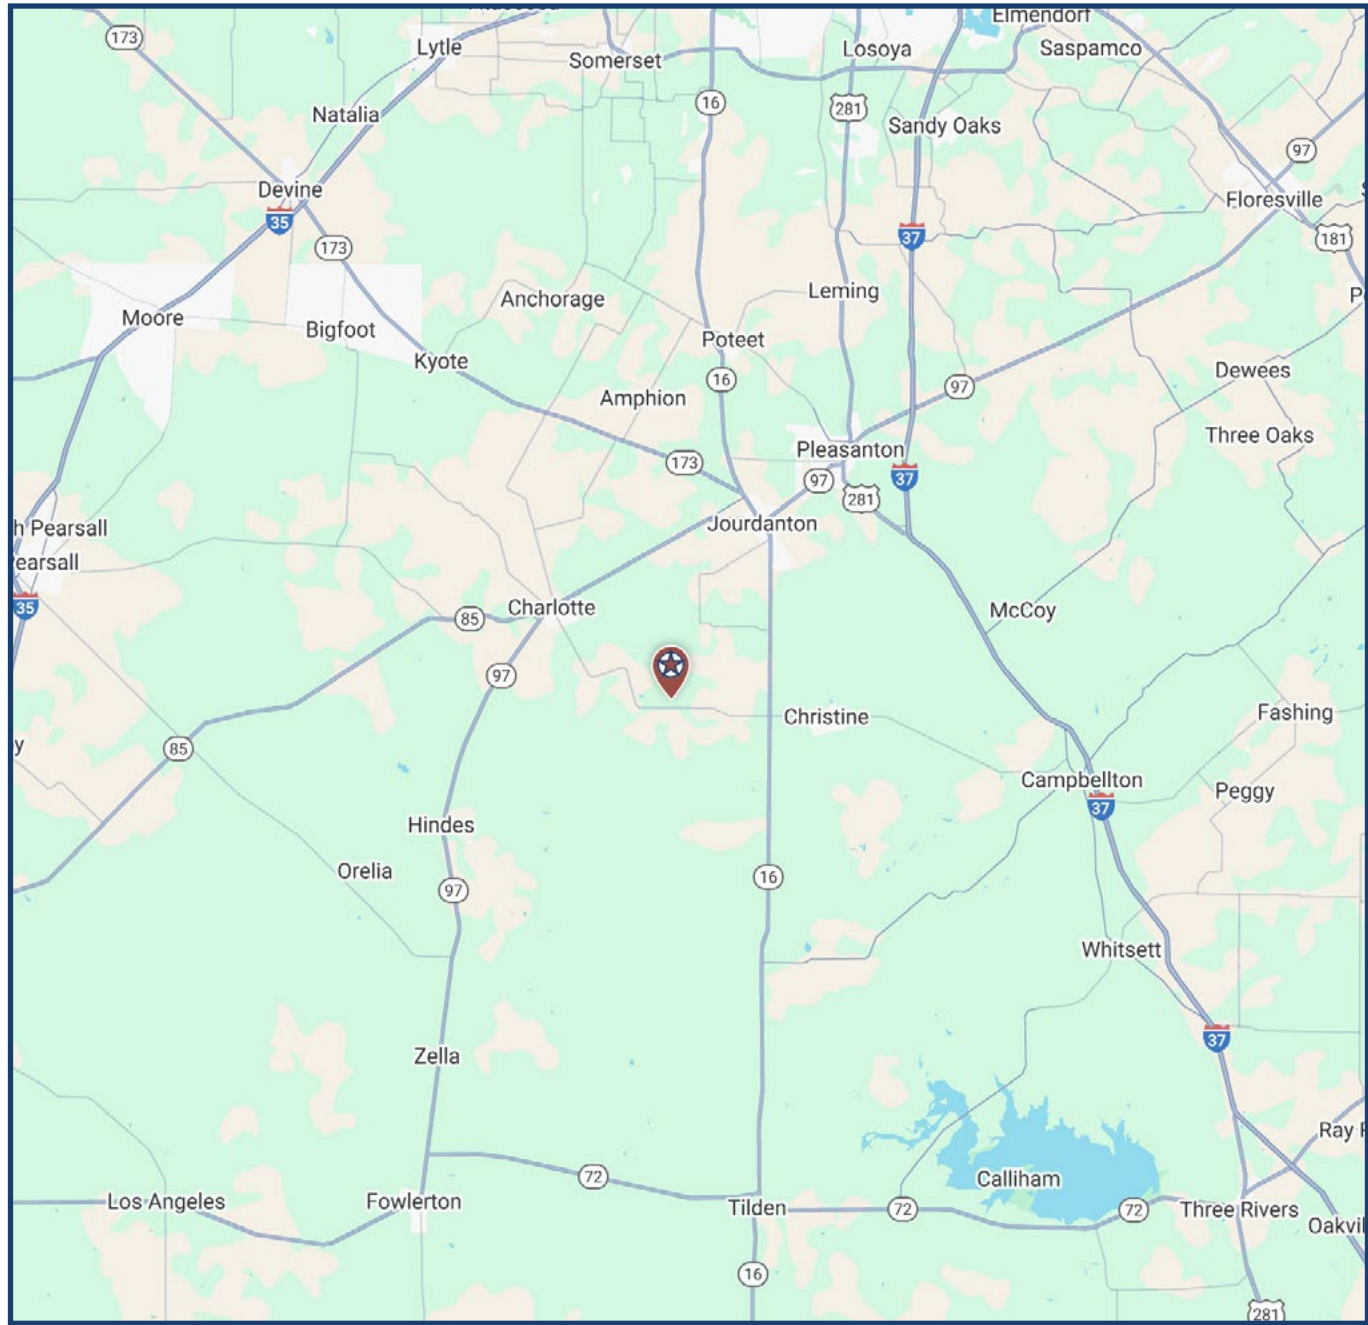 Elmendorf
173
Lytle
Losoya
Saspamco
Somerset
16
281
Natalia
Sandy Oaks
97
Devine
Floresville
35
37
181
173
Leming
Anchorage
Moore
Bigfoot
Poteet
Kyote
Dewees
16
97
Amphion
Three Oaks
Pleasanton
173
37
97
281
Jourdanton
h Pearsall
earsall
35
Charlotte
McCoy
85
97
Fashing
Christine
y
85
Campbellton
Peggy
37
Hindes
Orelia
16
97
Whitsett
37
Zella
Ray
Calliham
72
Los Angeles
Fowlerton
Tilden
72
72
Three Rivers
Oakvil
16
281